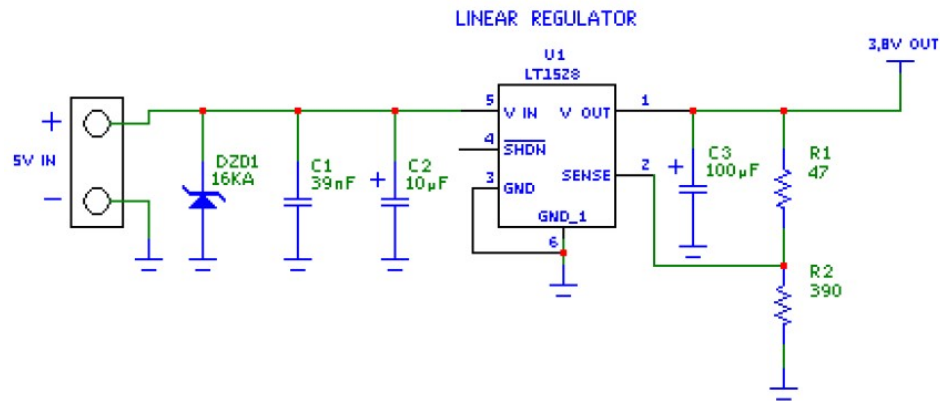 LINEAR REGULATOR
3,8V OUT
U1
LT1528
+
5V IN
-
DZD1
16KA
C1
39nF
+
C2
10µF
5
V IN
V OUT
1
4
SHDN
3
GND
SENSE
2
GND_1
6
+
C3
100µF
R1
47
R2
390